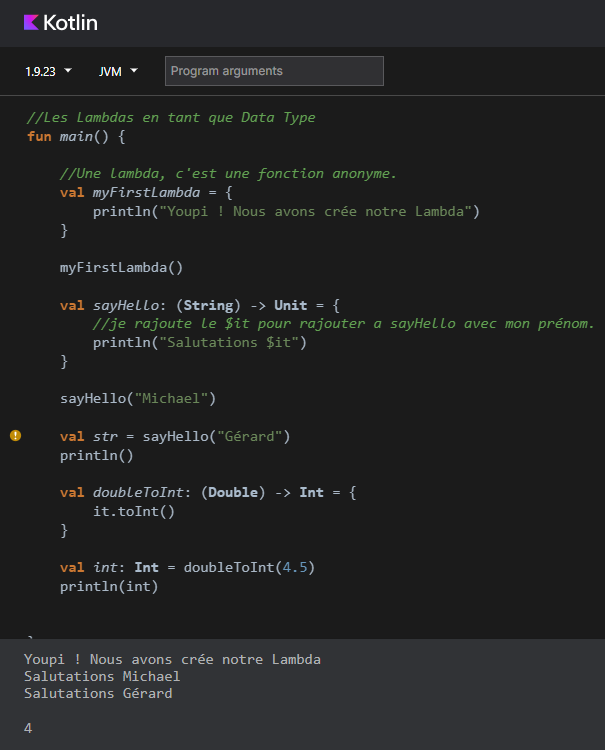 Kotlin
1.9.23 JVM Program arguments
//Les Lambdas en tant que Data Type
fun main() {
//Une lambda, c'est une fonction anonyme.
val myFirstLambda = {
println("Youpi ! Nous avons crée notre Lambda")
}
myFirstLambda()
val sayHello: (String) -> Unit = {
//je rajoute le $it pour rajouter a sayHello avec mon prénom.
println("Salutations $it")
}
sayHello("Michael")
val str = sayHello("Gérard")
println()
val doubleToInt: (Double) -> Int = {
it.toInt()
}
val int: Int = doubleToInt(4.5)
println(int)
Youpi ! Nous avons crée notre Lambda
Salutations Michael
Salutations Gérard
4